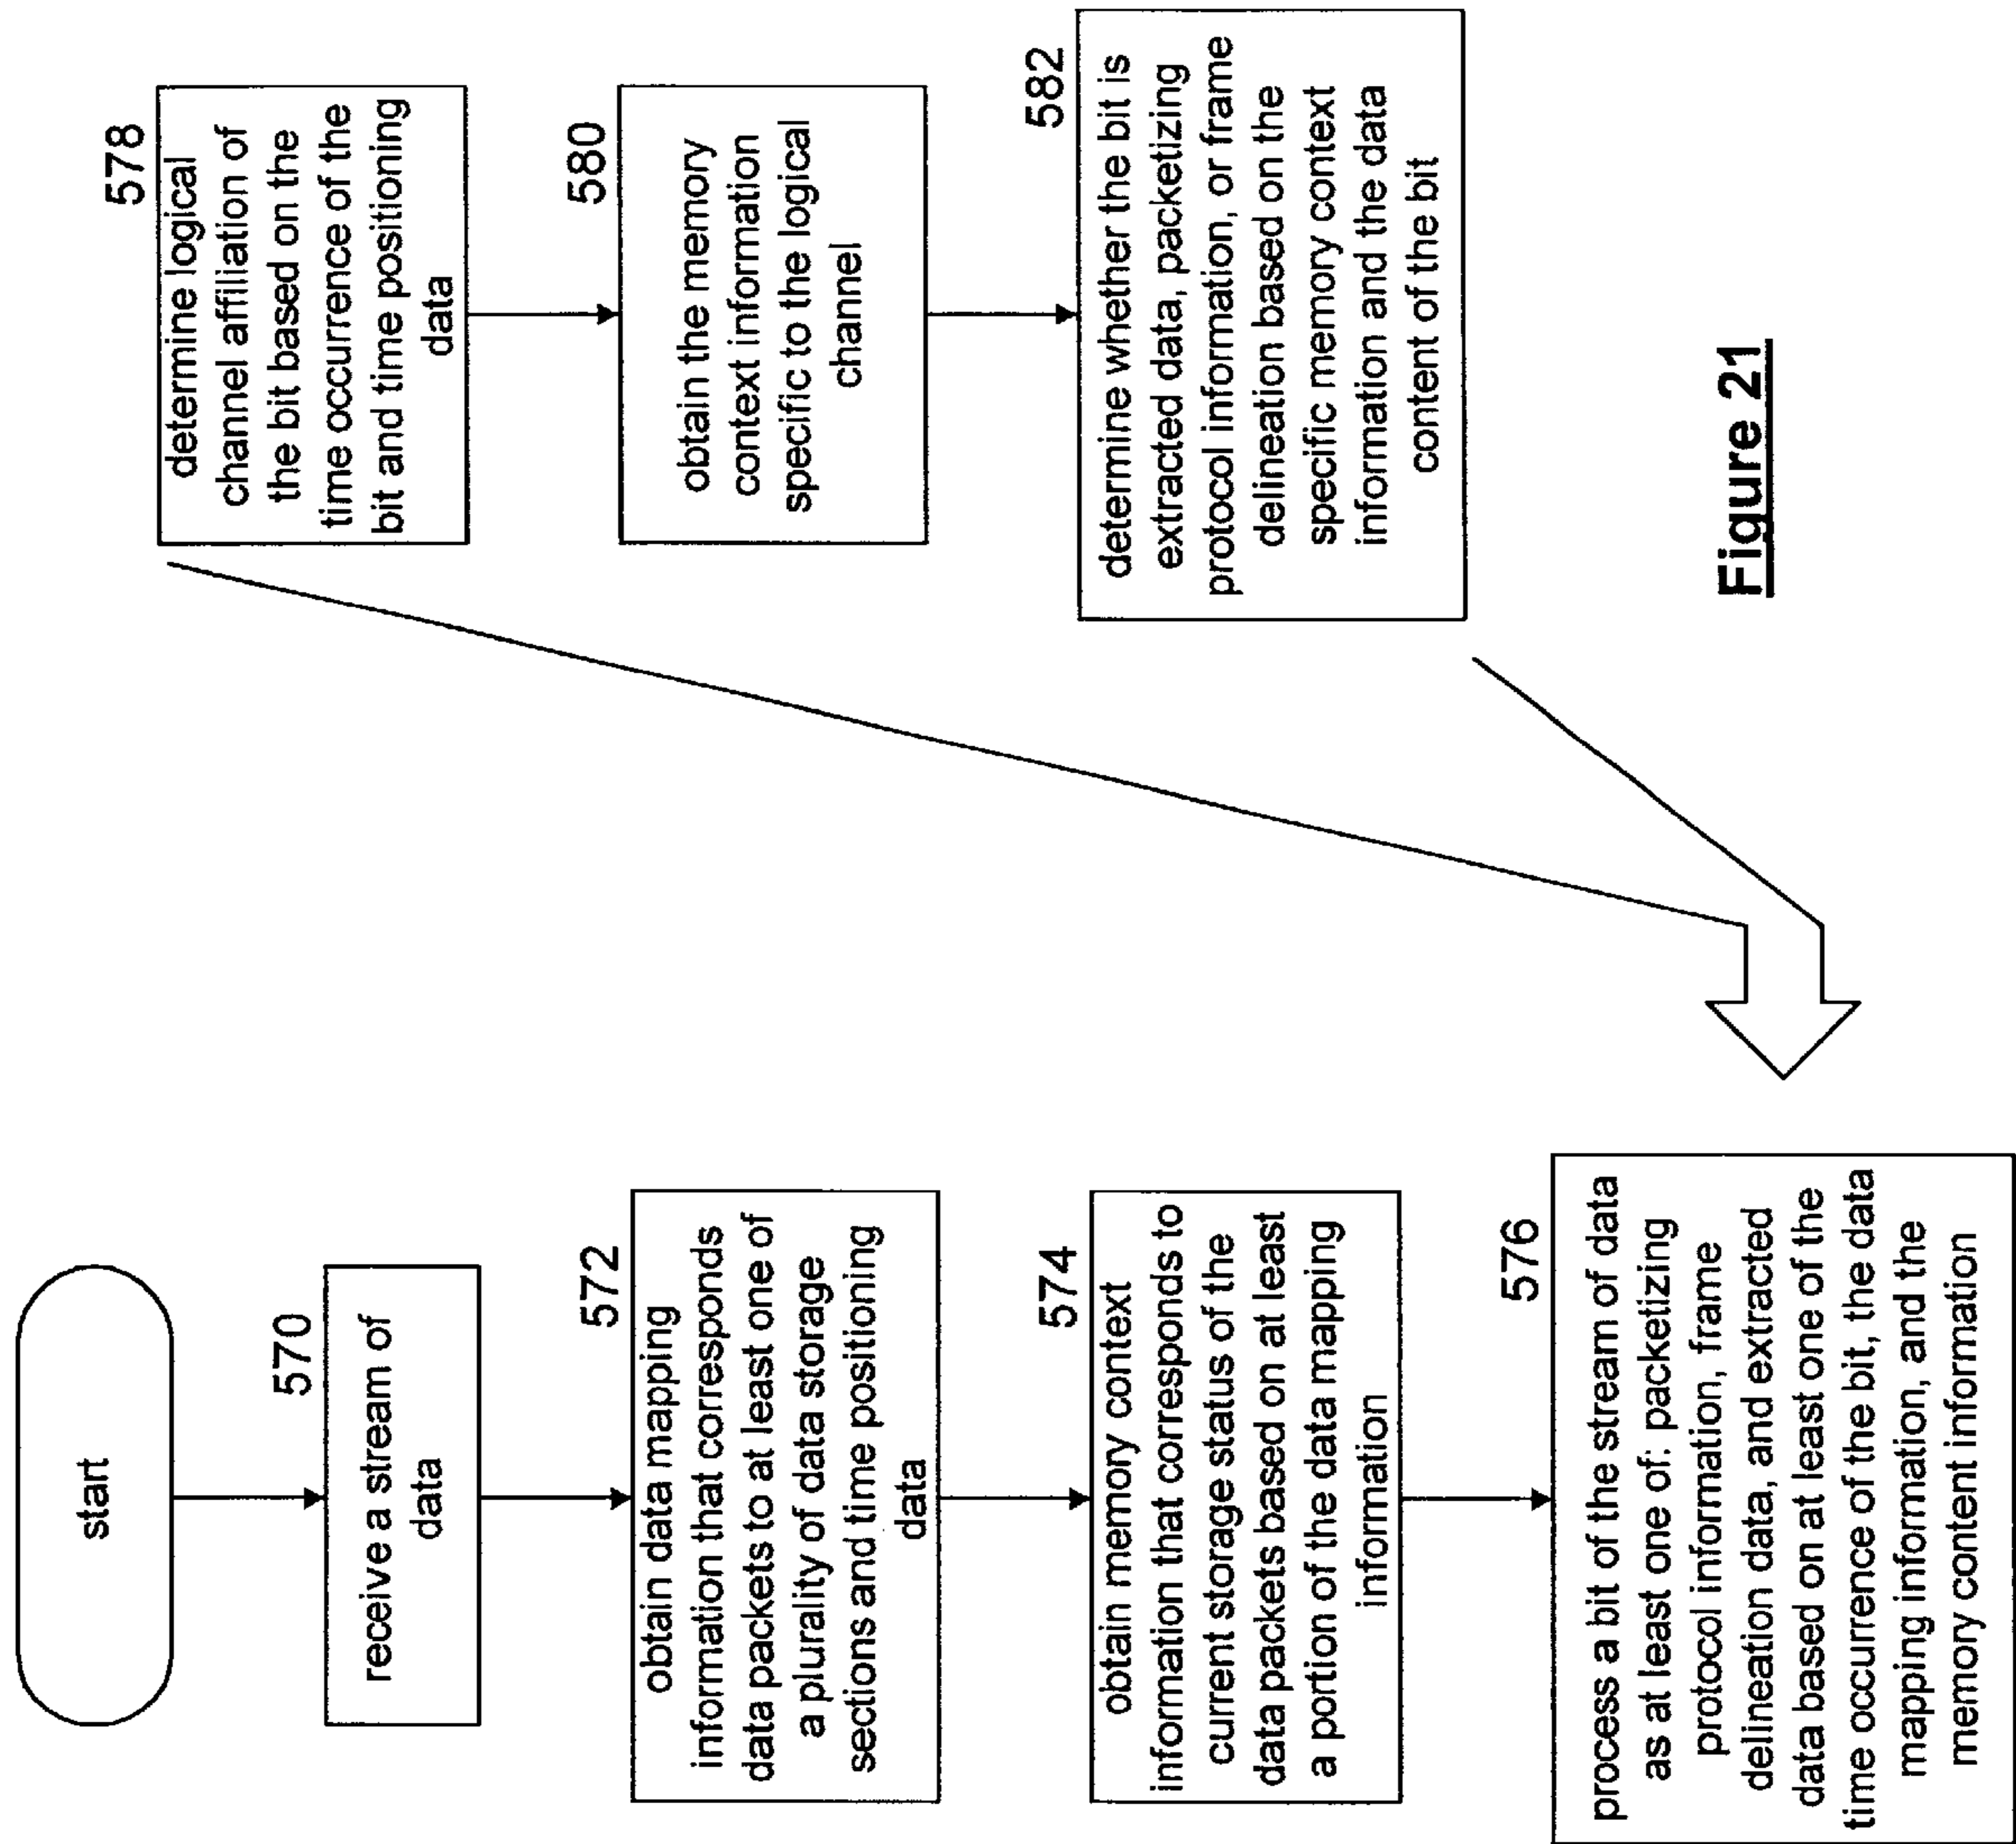 start
570
receive a stream of
data
572
obtain data mapping
information that corresponds
data packets to at least one of
a plurality of data storage
sections and time positioning
data
574
obtain memory context
information that corresponds to
current storage status of the
data packets based on at least
a portion of the data mapping
information
576
process a bit of the stream of data
as at least one of: packetizing
protocol information, frame
delineation data, and extracted
data based on at least one of the
time occurrence of the bit, the data
mapping information, and the
memory content information
578
determine logical
channel affiliation of
the bit based on the
time occurrence of the
bit and time positioning
data
580
obtain the memory
context information
specific to the logical
channel
582
determine whether the bit is
extracted data, packetizing
protocol information, or frame
delineation based on the
specific memory context
information and the data
content of the bit
Figure 21